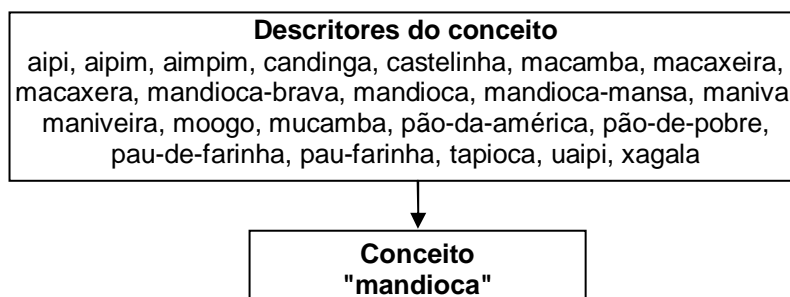 Descritores do conceito
aipi, aipim, aimpim, candinga, castelinha, macamba, macaxeira,
macaxera, mandioca-brava, mandioca, mandioca-mansa, maniva
maniveira, moogo, mucamba, pão-da-américa, pão-de-pobre,
pau-de-farinha, pau-farinha, tapioca, uaipi, xagala
Conceito
"mandioca"